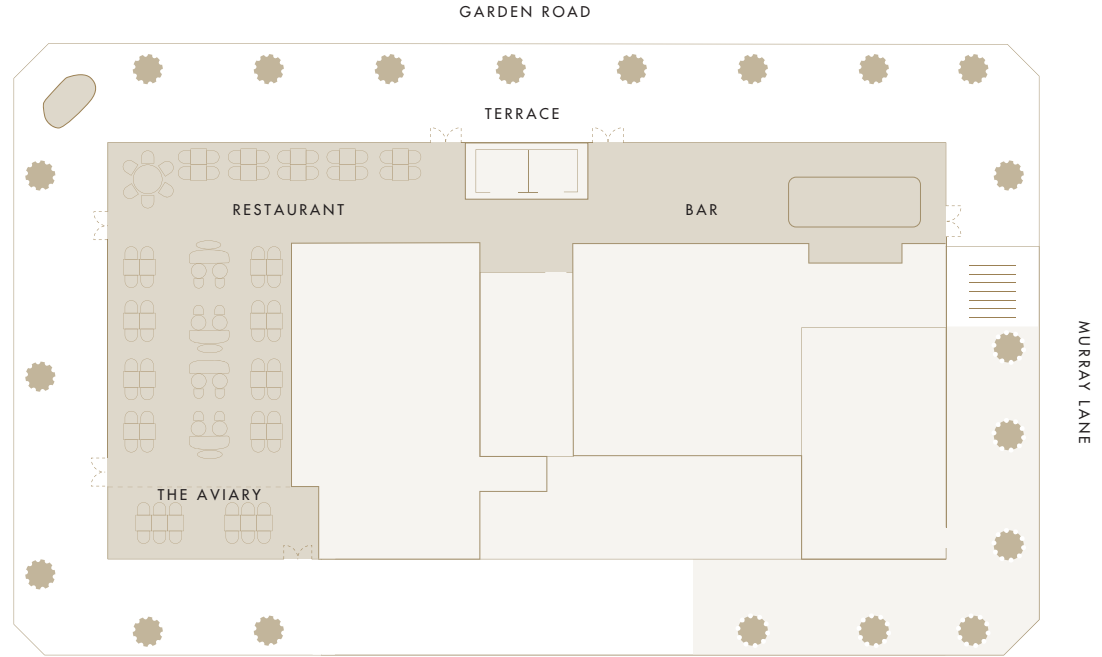 GARDEN ROAD
TERRACE
RESTAURANT
BAR
MURRAY LANE
THE AVIARY